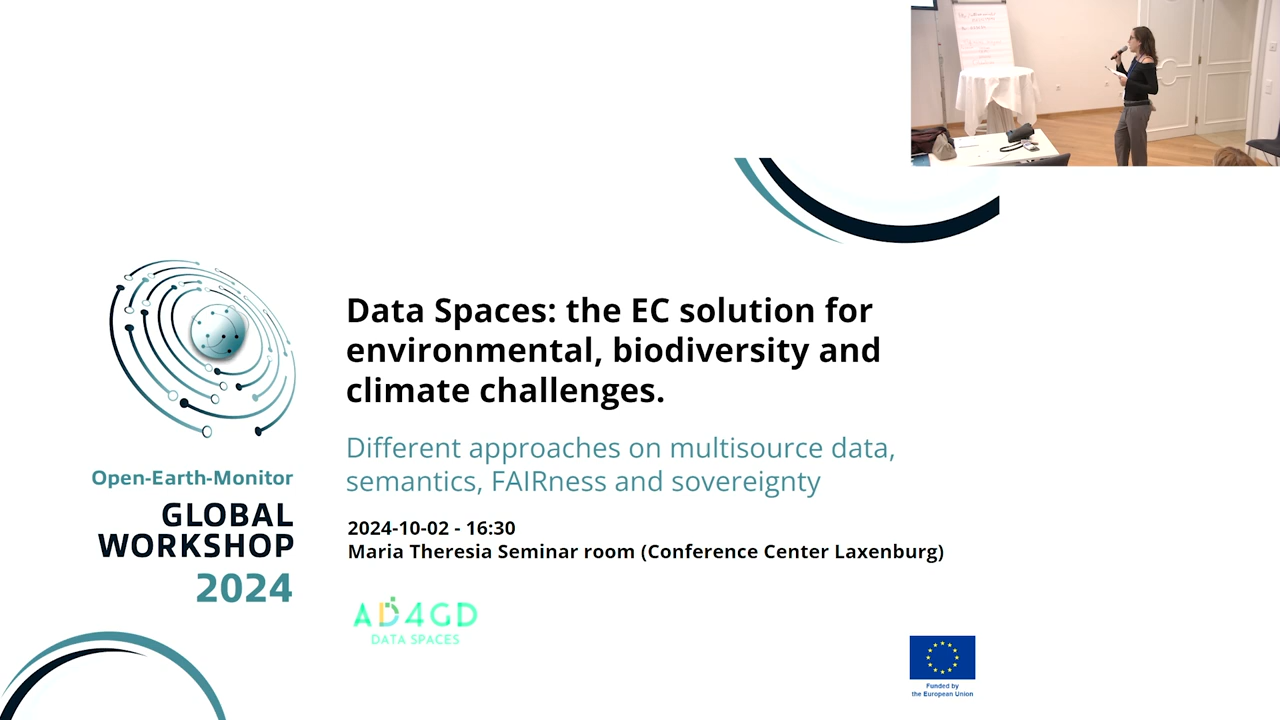 Data Spaces: the EC solution for
environmental, biodiversity and
climate challenges.
Different approaches on multisource data,
semantics, FAIRness and sovereignty
2024-10-02 - 16:30
Maria Theresia Seminar room (Conference Center Laxenburg)
Open-Earth-Monitor
GLOBAL
WORKSHOP
2024
AD4GD
DATA SPACES
Funded by
the European Union